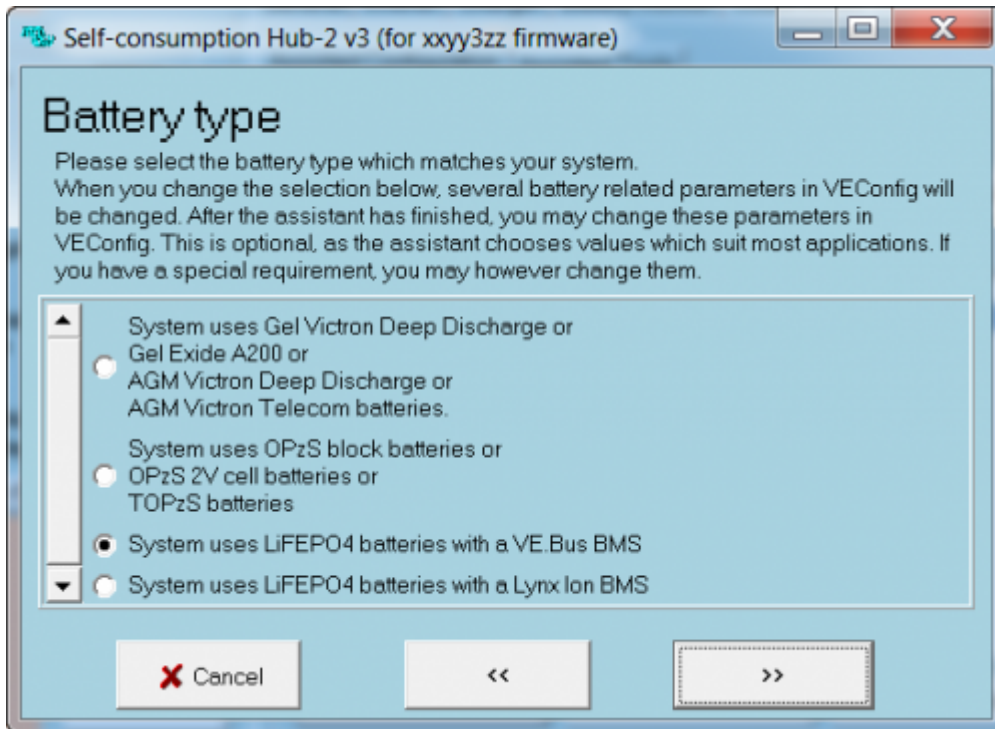 Self-consumption Hub-2 v3 (for xxyy3zz firmware)
Battery type
Please select the battery type which matches your system.
When you change the selection below, several battery related parameters in VEConfig will
be changed. After the assistant has finished, you may change these parameters in
VEConfig. This is optional, as the assistant chooses values which suit most applications. If
you have a special requirement, you may however change them.
System uses Gel Victron Deep Discharge or
Gel Exide A200 or
AGM Victron Deep Discharge or
AGM Victron Telecom batteries.
System uses OPzS block batteries or
OPzS 2V cell batteries or
TOPzS batteries
System uses LiFEPO4 batteries with a VE.Bus BMS
System uses LiFEPO4 batteries with a Lynx Ion BMS
Cancel
<<
>>